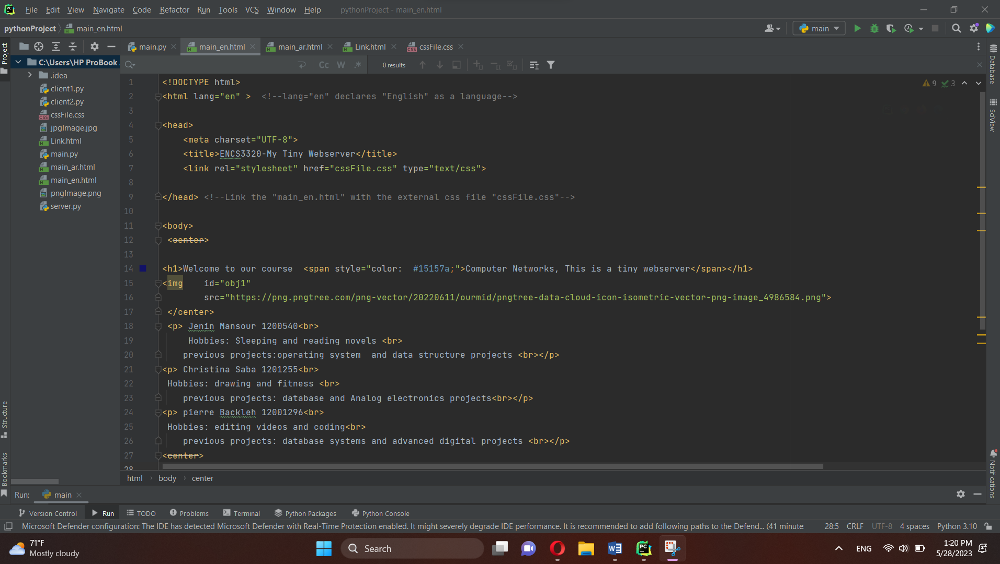 File Edit View Navigate Code Refactor Run Tools VCS Window Help pythonProject - main_en.html
pythonProject main_en.html main
Project
main.py main_en.html main_ar.html Link.html cssFile.css
C:\Users\HP ProBook
Cc W .* 0 results
.idea
client1.py
client2.py
cssFile.css
jpgImage.jpg
Link.html
main.py
main_ar.html
main_en.html
pngImage.png
server.py
9 3
1 <!DOCTYPE html>
2 <html lang="en" > <!--lang="en" declares "English" as a language-->
3
4 <head>
5 <meta charset="UTF-8">
6 <title>ENCS3320-My Tiny Webserver</title>
7 <link rel="stylesheet" href="cssFile.css" type="text/css">
8
9 </head> <!--Link the "main_en.html" with the external css file "cssFile.css"-->
10
11 <body>
12 <center>
13
14 <h1>Welcome to our course <span style="color: #15157a;">Computer Networks, This is a tiny webserver</span></h1>
15 <img id="obj1"
16 src="https://png.pngtree.com/png-vector/20220611/ourmid/pngtree-data-cloud-icon-isometric-vector-png-image_4986584.png">
17 </center>
18 <p> Jenin Mansour 1200540<br>
19 Hobbies: Sleeping and reading novels <br>
20 previous projects:operating system and data structure projects <br></p>
21 <p> Christina Saba 1201255<br>
22 Hobbies: drawing and fitness <br>
23 previous projects: database and Analog electronics projects<br></p>
24 <p> pierre Backleh 12001296<br>
25 Hobbies: editing videos and coding<br>
26 previous projects: database systems and advanced digital projects <br></p>
27 <center>
28
Database
SciView
Notifications
Structure
Bookmarks
html body center
Run: main
Version Control Run TODO Problems Terminal Python Packages Python Console
Microsoft Defender configuration: The IDE has detected Microsoft Defender with Real-Time Protection enabled. It might severely degrade IDE performance. It is recommended to add following paths to the Defend... (41 minute 28:5 CRLF UTF-8 4 spaces Python 3.10
71°F
Mostly cloudy
Search
ENG
1:20 PM
5/28/2023